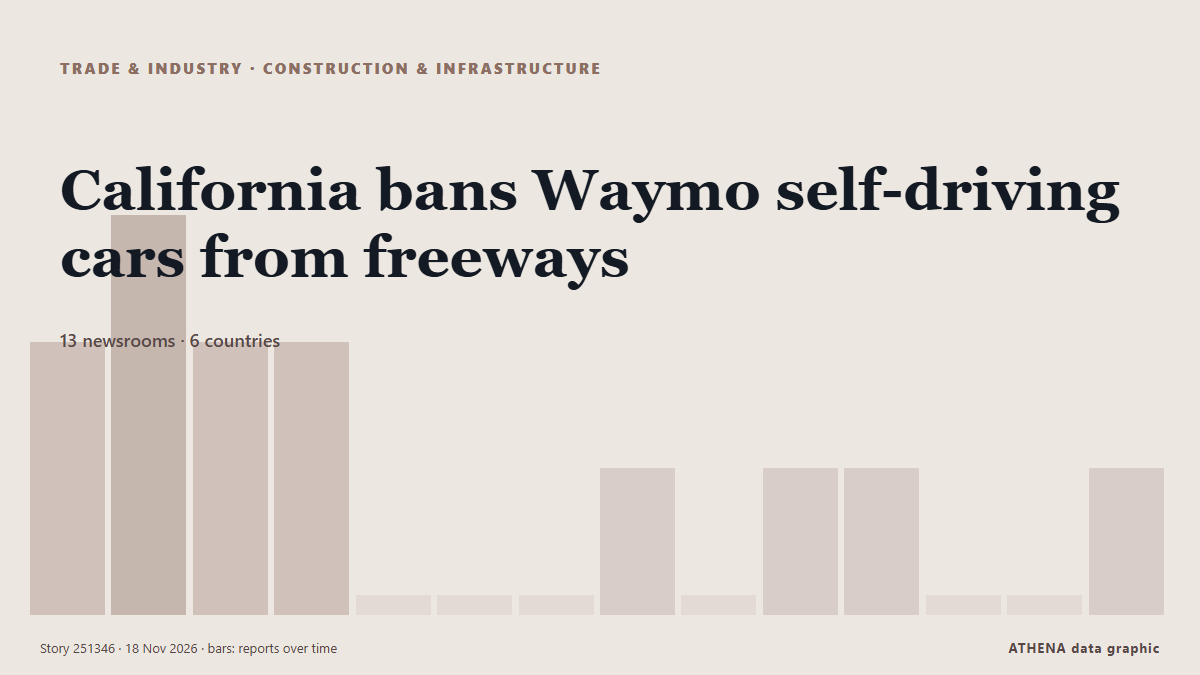 TRADE & INDUSTRY · CONSTRUCTION & INFRASTRUCTURE
California bans Waymo self-driving
cars from freeways
13 newsrooms · 6 countries
Story 251346 · 18 Nov 2026 · bars: reports over time
ATHENA data graphic